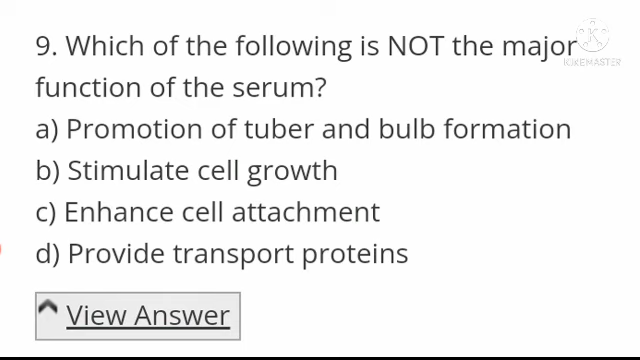 9. Which of the following is NOT the major
function of the serum?
a) Promotion of tuber and bulb formation
b) Stimulate cell growth
c) Enhance cell attachment
d) Provide transport proteins
View Answer
K
KINEMASTER